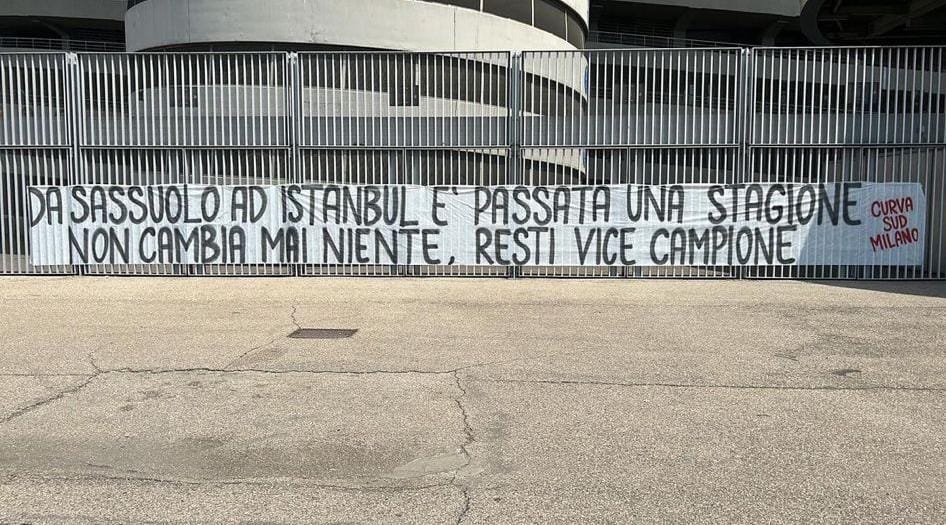 DA SASSUOLO AD ISTANBUL E' PASSATA UNA STAGIONE
NON CAMBIA MAI NIENTE, RESTI VICE CAMPIONE
CURVA
SUD
MILANO